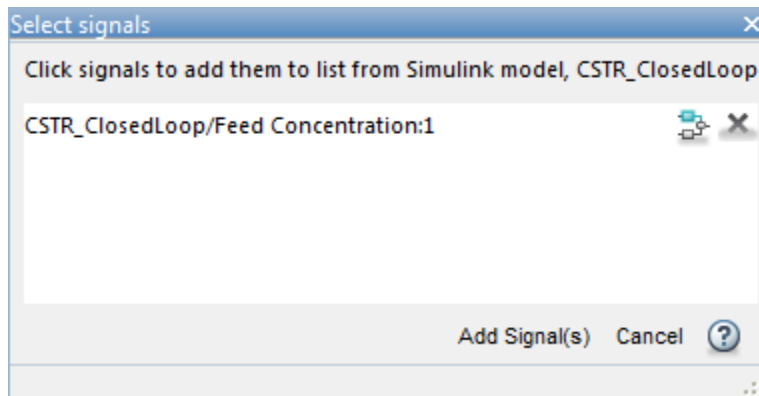 Select signals
Click signals to add them to list from Simulink model, CSTR_ClosedLoop
CSTR_ClosedLoop/Feed Concentration:1
Add Signal(s) Cancel ?